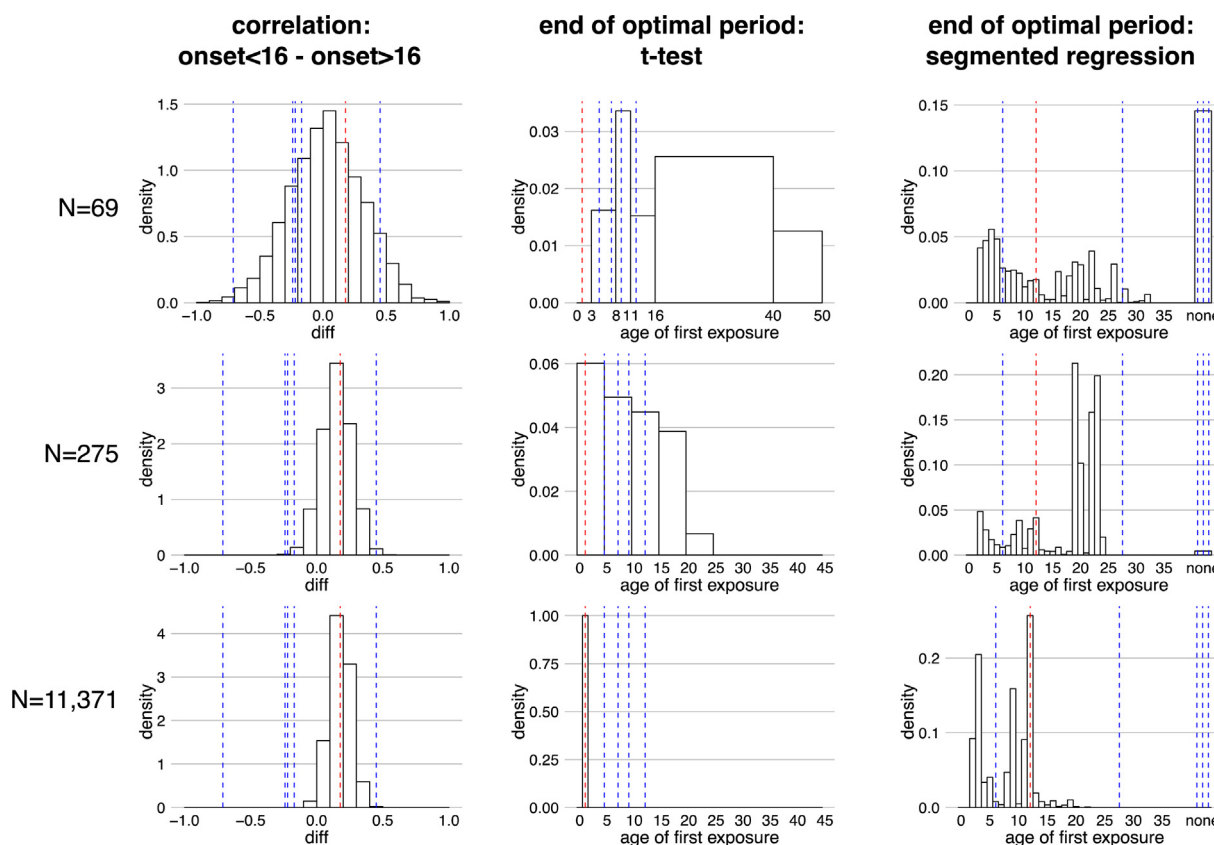 correlation:
onset<16 - onset>16
end of optimal period:
t-test
end of optimal period:
segmented regression
N=69
density
1.5
1.0
0.5
0.0
−1.0 −0.5 0.0 0.5 1.0
diff
density
0.03
0.02
0.01
0.00
0 3 8 11 16 40 50
age of first exposure
density
0.15
0.10
0.05
0.00
0 5 10 15 20 25 35 none
age of first exposure
N=275
density
3
2
1
0
−1.0 −0.5 0.0 0.5 1.0
diff
density
0.06
0.04
0.02
0.00
0 5 10 15 20 25 30 35 45
age of first exposure
density
0.20
0.15
0.10
0.05
0.00
0 5 10 15 20 25 35 none
age of first exposure
N=11,371
density
4
3
2
1
0
−1.0 −0.5 0.0 0.5 1.0
diff
density
1.00
0.75
0.50
0.25
0.00
0 5 10 15 20 25 30 35 45
age of first exposure
density
0.2
0.1
0.0
0 5 10 15 20 25 35 none
age of first exposure